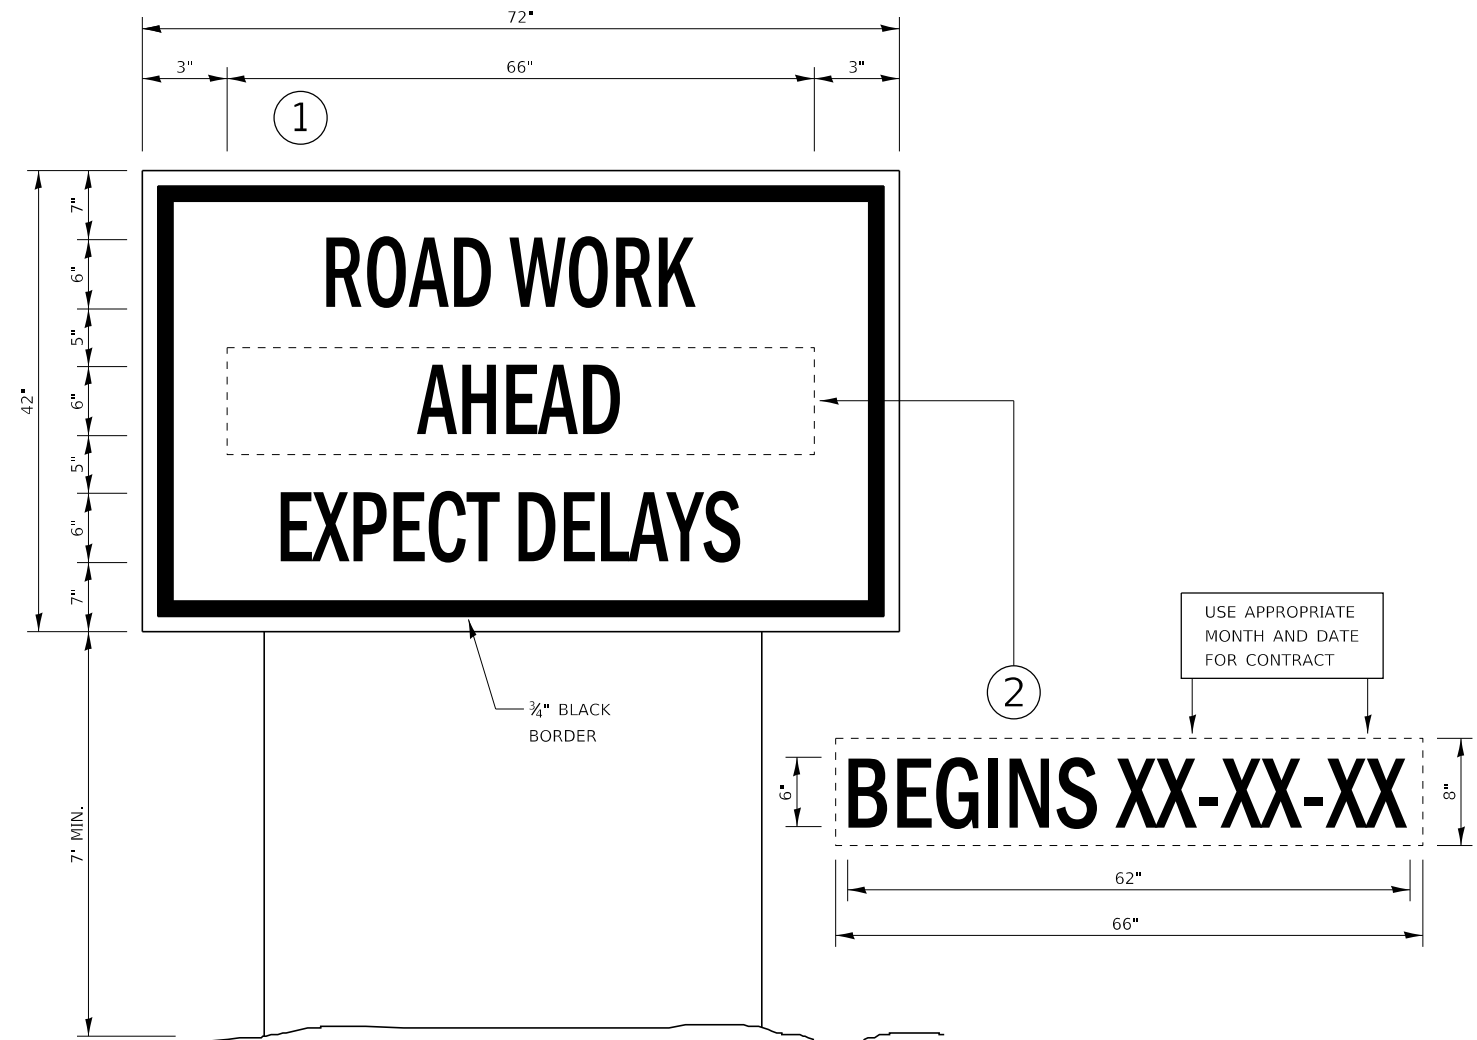 72"
3" 66" 3"
1
7"
6"
5"
6"
5"
6"
7"
42"
ROAD WORK
AHEAD
EXPECT DELAYS
7' MIN.
¾" BLACK
BORDER
2
USE APPROPRIATE
MONTH AND DATE
FOR CONTRACT
6"
BEGINS XX-XX-XX
8"
62"
66"